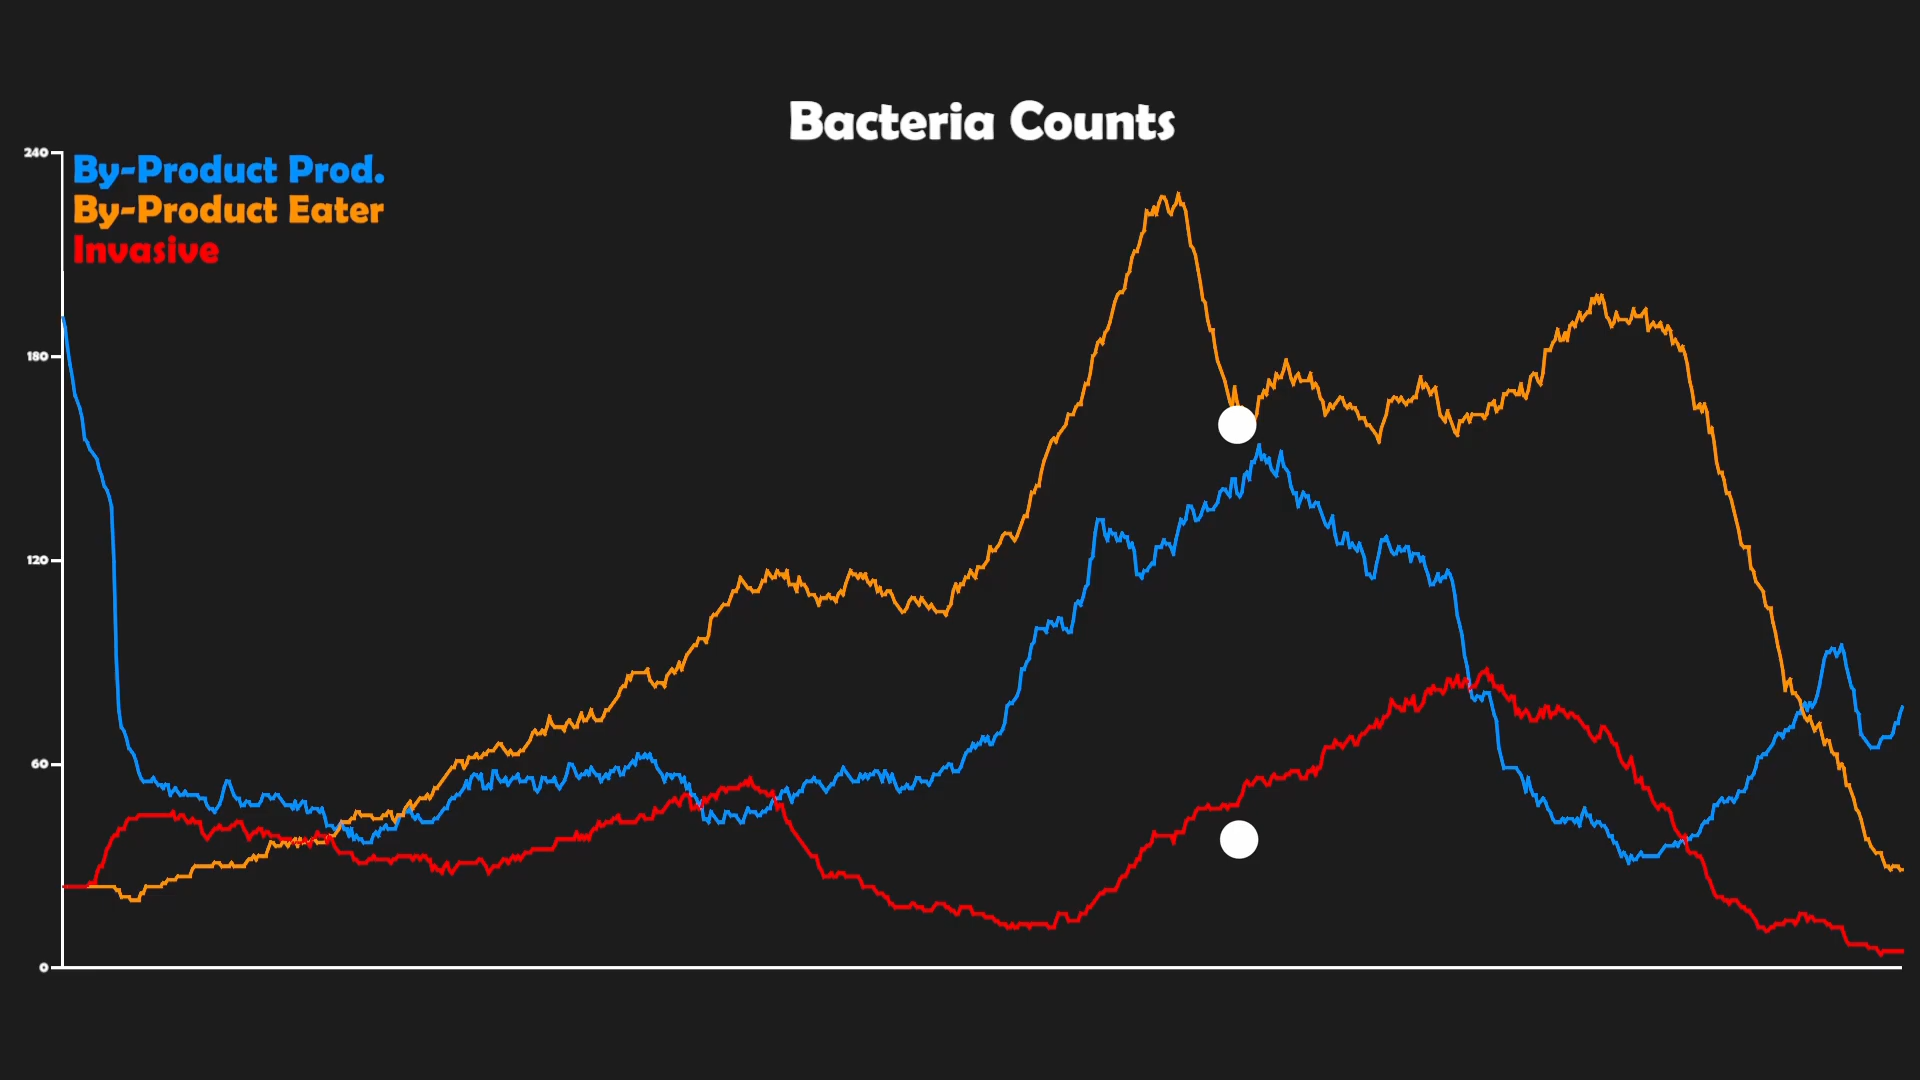 Bacteria Counts
240
By-Product Prod.
By-Product Eater
Invasive
180
120
60
0